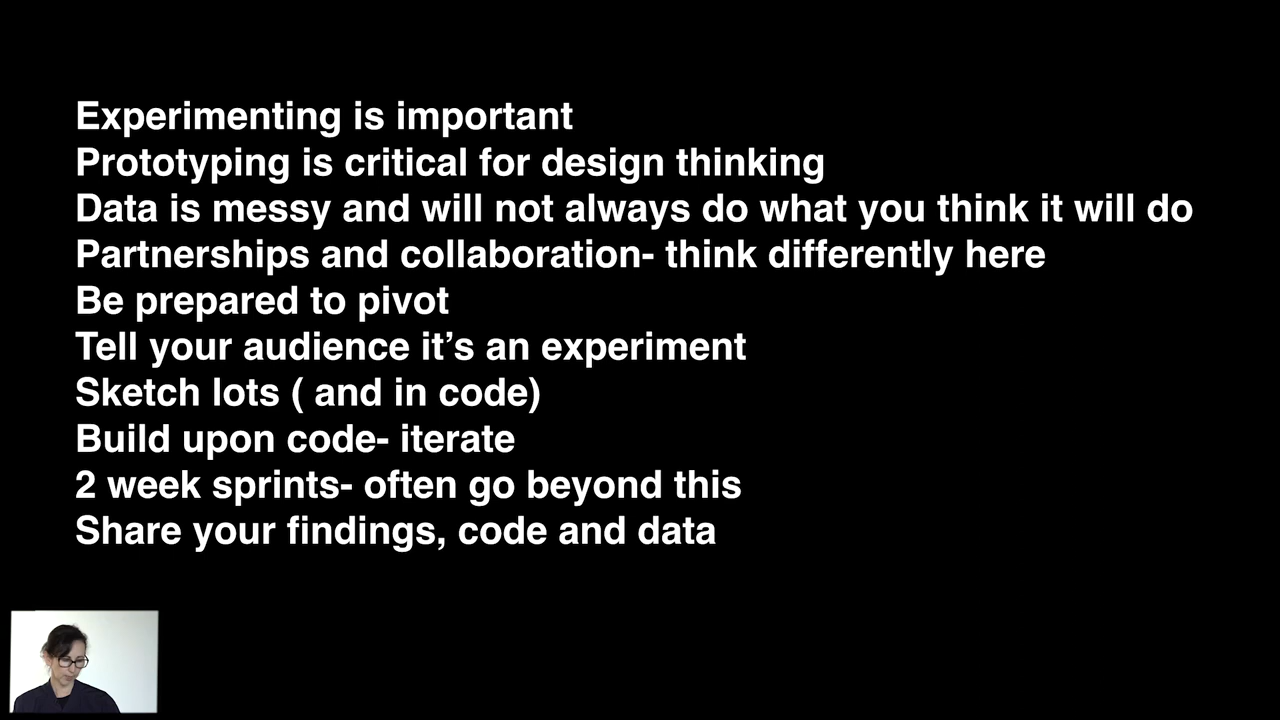 Experimenting is important
Prototyping is critical for design thinking
Data is messy and will not always do what you think it will do
Partnerships and collaboration- think differently here
Be prepared to pivot
Tell your audience it’s an experiment
Sketch lots ( and in code)
Build upon code- iterate
2 week sprints- often go beyond this
Share your findings, code and data